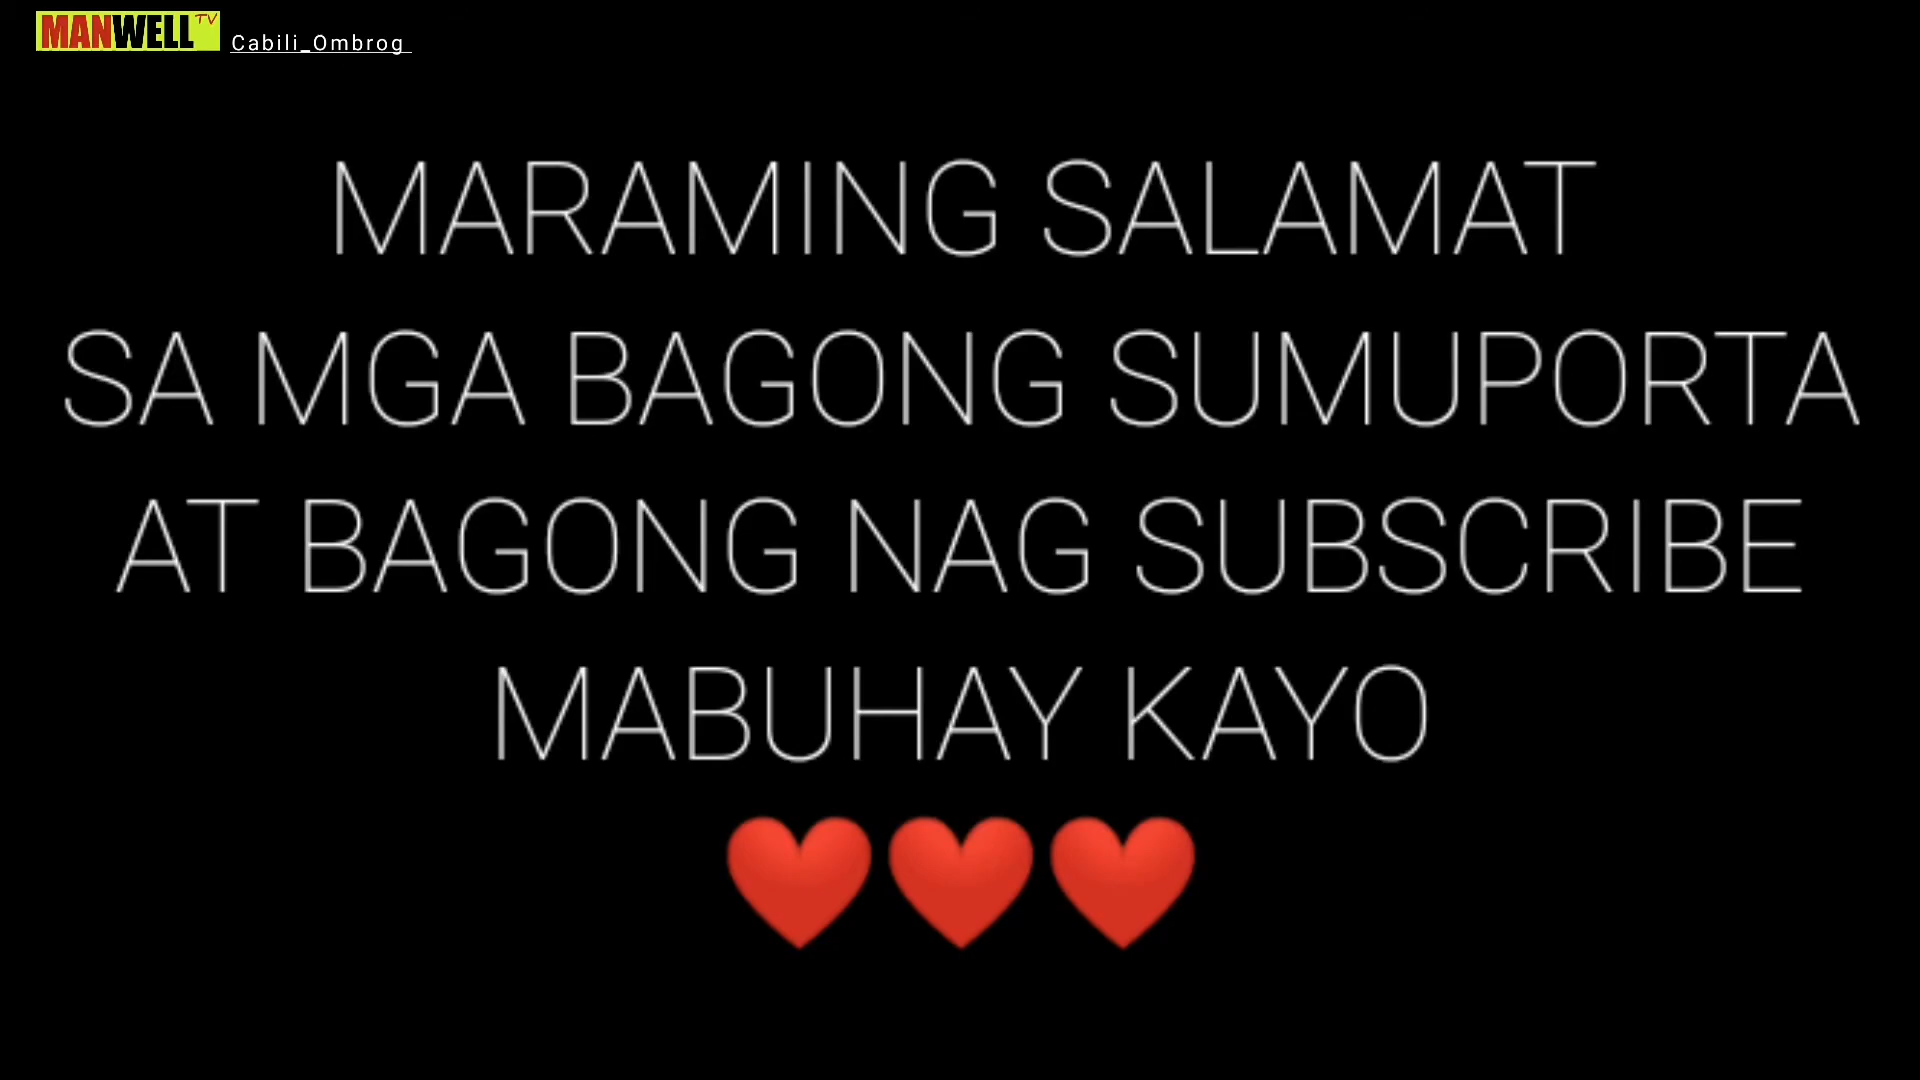 MANWELL TV Cabili_Ombrog
MARAMING SALAMAT
SA MGA BAGONG SUMUPORTA
AT BAGONG NAG SUBSCRIBE
MABUHAY KAYO
❤️❤️❤️